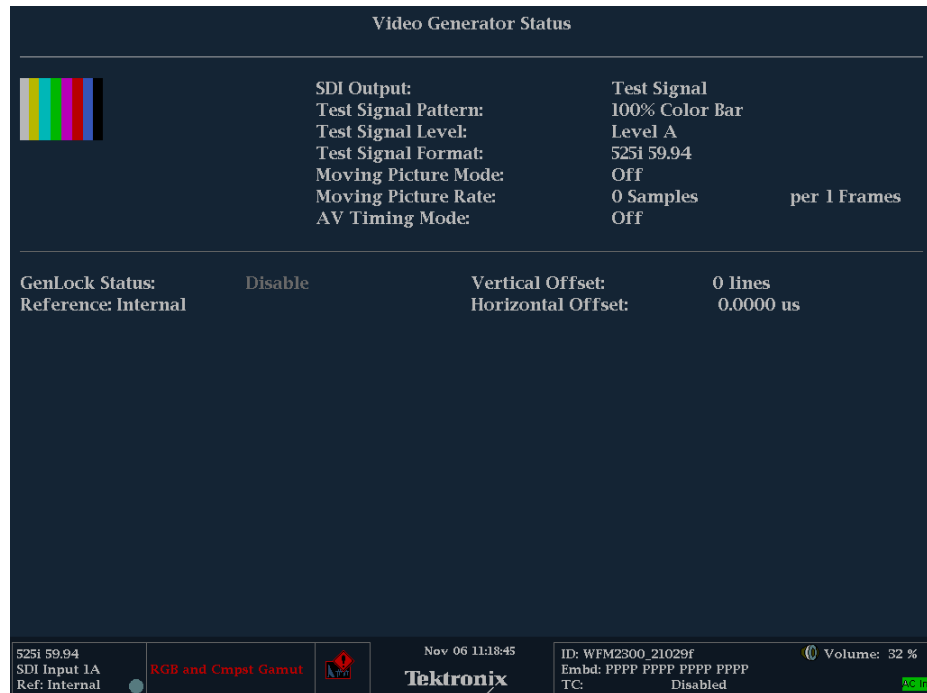 Video Generator Status
SDI Output: Test Signal
Test Signal Pattern: 100% Color Bar
Test Signal Level: Level A
Test Signal Format: 525i 59.94
Moving Picture Mode: Off
Moving Picture Rate: 0 Samples per 1 Frames
AV Timing Mode: Off
GenLock Status: Disable Vertical Offset: 0 lines
Reference: Internal Horizontal Offset: 0.0000 us
525i 59.94
SDI Input 1A
Ref: Internal
RGB and Cmpst Gamut
Nov 06 11:18:45
Tektronix
ID: WFM2300_21029f
Embd: PPPP PPPP PPPP PPPP
TC: Disabled
Volume: 32 %
AC In